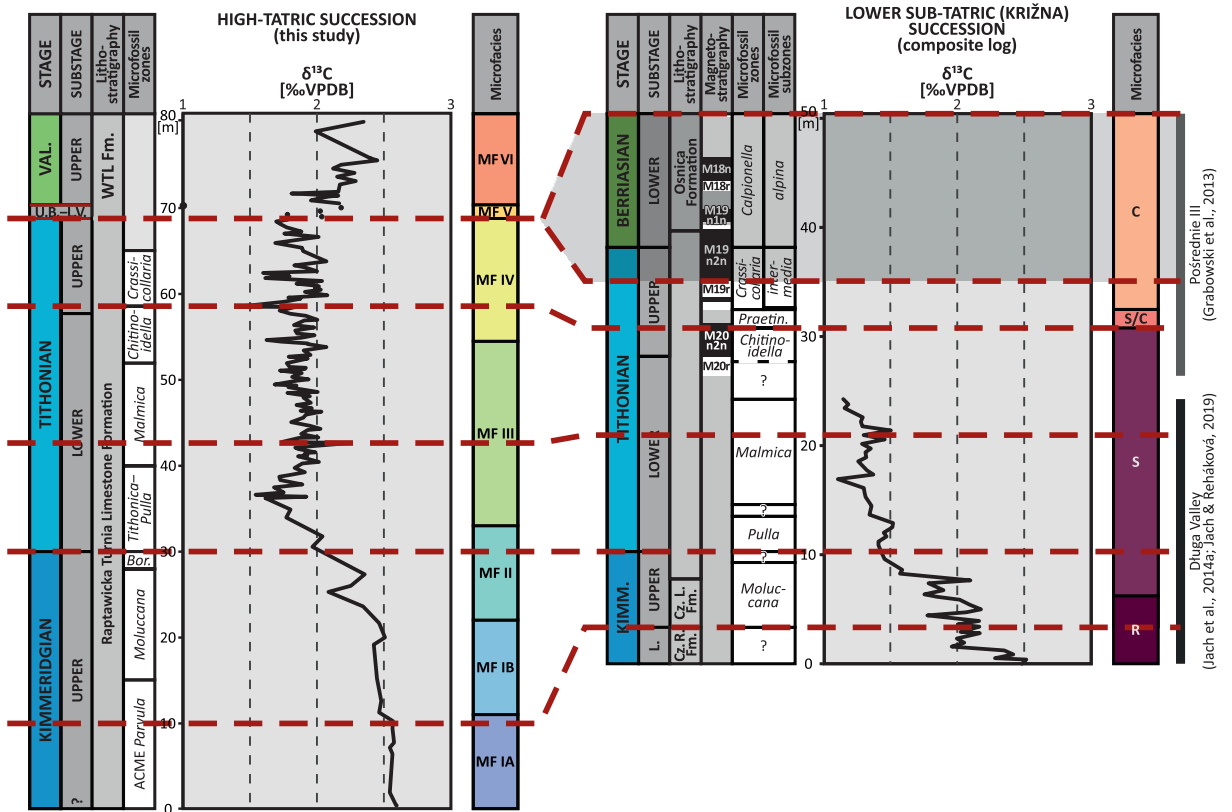 HIGH-TATRIC SUCCESSION
(this study)
STAGE
SUBSTAGE
Litho-
stratigraphy
Microfossil
zones
δ13C
[‰VPDB]
1
2
3
Microfacies
80
[m]
70
60
50
40
30
20
10
0
VAL.
U.B.–L.V.
TITHONIAN
KIMMERIDGIAN
UPPER
UPPER
LOWER
UPPER
?
WTL Fm.
Raptawicka Turnia Limestone Formation
Crassi-
collaria
Chitino-
idella
Malmica
Tithonica–
Pulla
Bor.
Moluccana
ACME Parvula
MF VI
MF V
MF IV
MF III
MF II
MF IB
MF IA
LOWER SUB-TATRIC (KRIŽNA)
SUCCESSION
(composite log)
STAGE
SUBSTAGE
Litho-
stratigraphy
Magneto-
stratigraphy
Microfossil
zones
Microfossil
subzones
δ13C
[‰VPDB]
1
2
3
Microfacies
50
[m]
40
30
20
10
0
BERRIASIAN
TITHONIAN
KIMM.
LOWER
UPPER
LOWER
UPPER
L.
Osnica
Formation
Cz. L.
Fm.
Cz. R.
Fm.
M18n
M18r
M19
n1n
M19
n2n
M19r
M20
n2n
M20r
Calpionella
alpina
Crassi-
collaria
inter-
media
Praetin.
Chitino-
idella
?
Malmica
?
Pulla
?
Moluc-
cana
?
C
S/C
S
R
Pośrednie III
(Grabowski et al., 2013)
Długa Valley
(Jach et al., 2014a; Jach & Reháková, 2019)